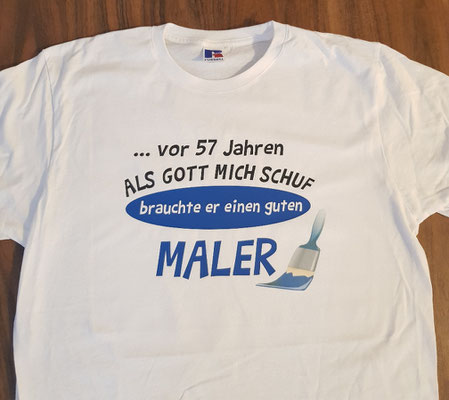 ... vor 57 Jahren
ALS GOTT MICH SCHUF
brauchte er einen guten
MALER